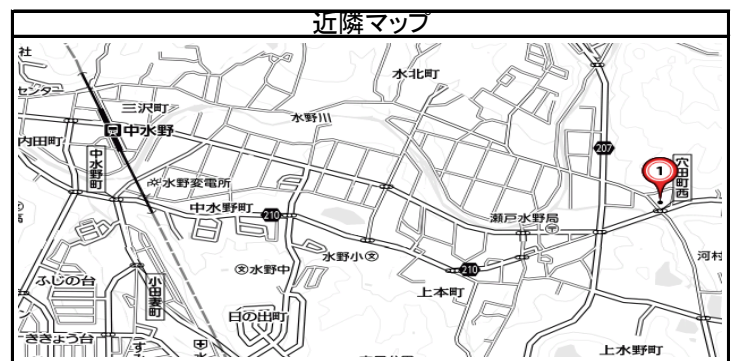 近隣マップ
社
センター
水北町
三沢町
水野川
中水野
207
内田町
中水野町
穴田町西
1
水野変電所
中水野町
210
瀬戸水野局
水野小
河村
水野中
210
ふじの台
小田妻町
上本町
日の出町
ききょう台
上水野町